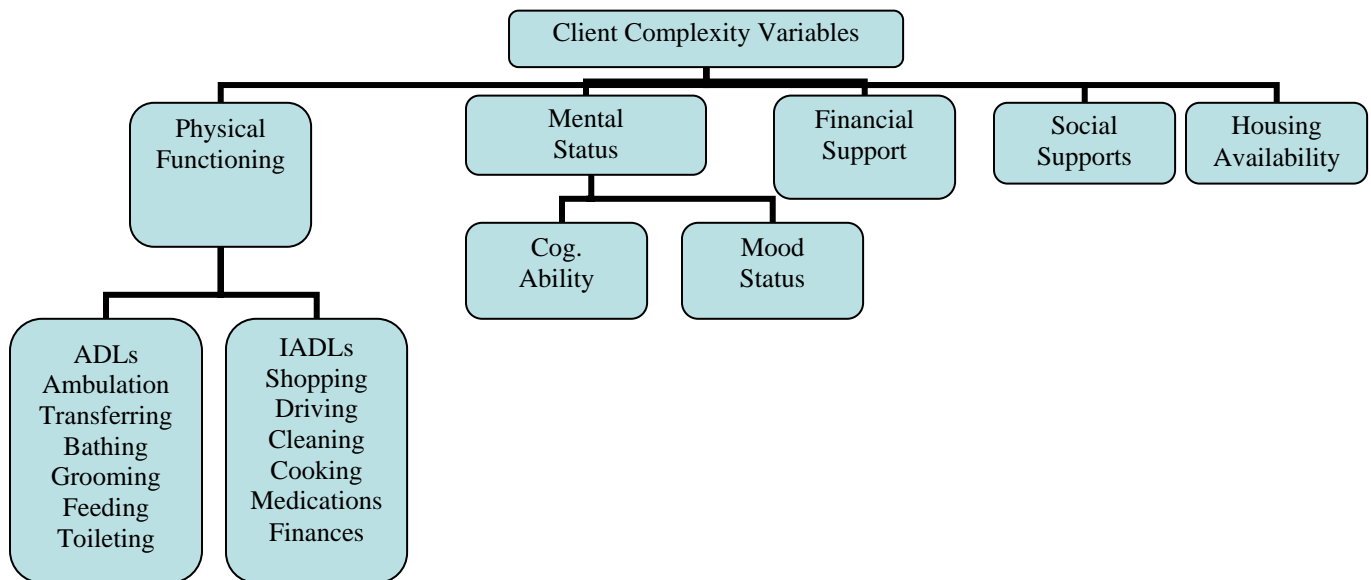 Client Complexity Variables
Physical
Functioning
Mental
Status
Financial
Support
Social
Supports
Housing
Availability
Cog.
Ability
Mood
Status
ADLs
Ambulation
Transferring
Bathing
Grooming
Feeding
Toileting
IADLs
Shopping
Driving
Cleaning
Cooking
Medications
Finances